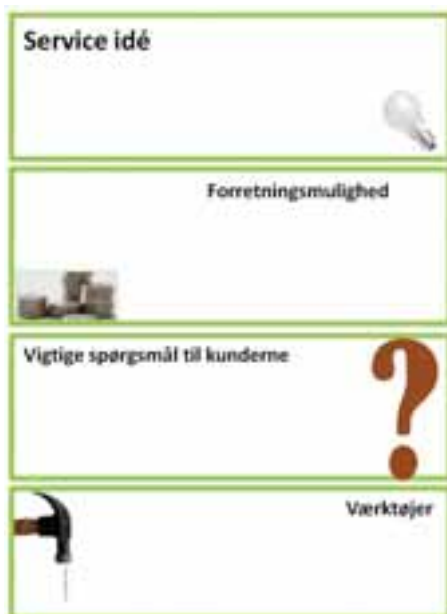 Service idé
Forretningsmulighed
Vigtige spørgsmål til kunderne
?
Værktøjer